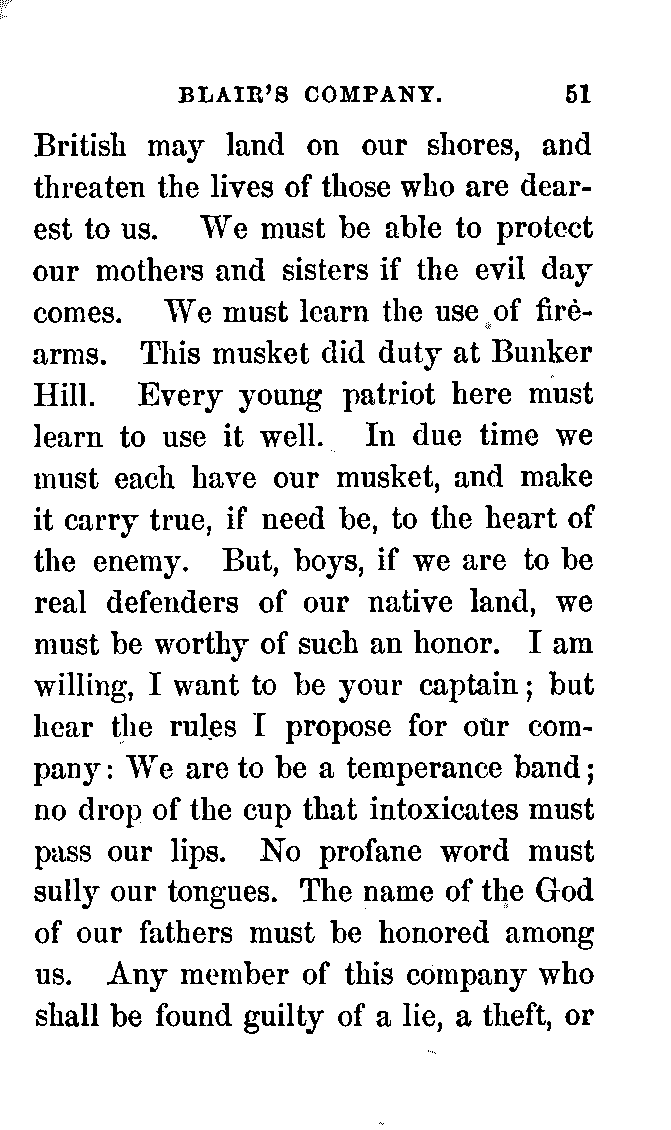 BLAIR'S COMPANY. 51
British may land on our shores, and
threaten the lives of those who are dear-
est to us. We must be able to protect
our mothers and sisters if the evil day
comes. We must learn the use of fire-
arms. This musket did duty at Bunker
Hill. Every young patriot here must
learn to use it well. In due time we
must each have our musket, and make
it carry true, if need be, to the heart of
the enemy. But, boys, if we are to be
real defenders of our native land, we
must be worthy of such an honor. I am
willing, I want to be your captain; but
hear the rules I propose for our com-
pany: We are to be a temperance band;
no drop of the cup that intoxicates must
pass our lips. No profane word must
sully our tongues. The name of the God
of our fathers must be honored among
us. Any member of this company who
shall be found guilty of a lie, a theft, or